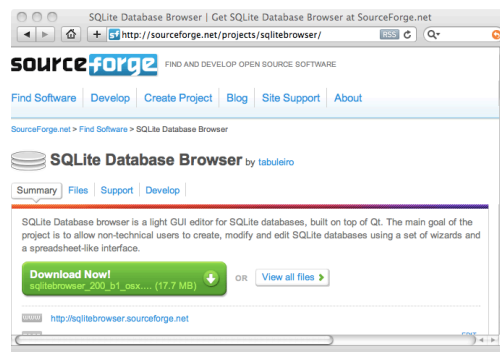 SQLite Database Browser | Get SQLite Database Browser at SourceForge.net
http://sourceforge.net/projects/sqlitebrowser/ RSS
sourceforge FIND AND DEVELOP OPEN SOURCE SOFTWARE
Find Software Develop Create Project Blog Site Support About
SourceForge.net > Find Software > SQLite Database Browser
SQLite Database Browser by tabuleiro
Summary Files Support Develop
SQLite Database browser is a light GUI editor for SQLite databases, built on top of Qt. The main goal of the
project is to allow non-technical users to create, modify and edit SQLite databases using a set of wizards and
a spreadsheet-like interface.
Download Now!
sqlitebrowser_200_b1_osx.... (17.7 MB) OR View all files
http://sqlitebrowser.sourceforge.net